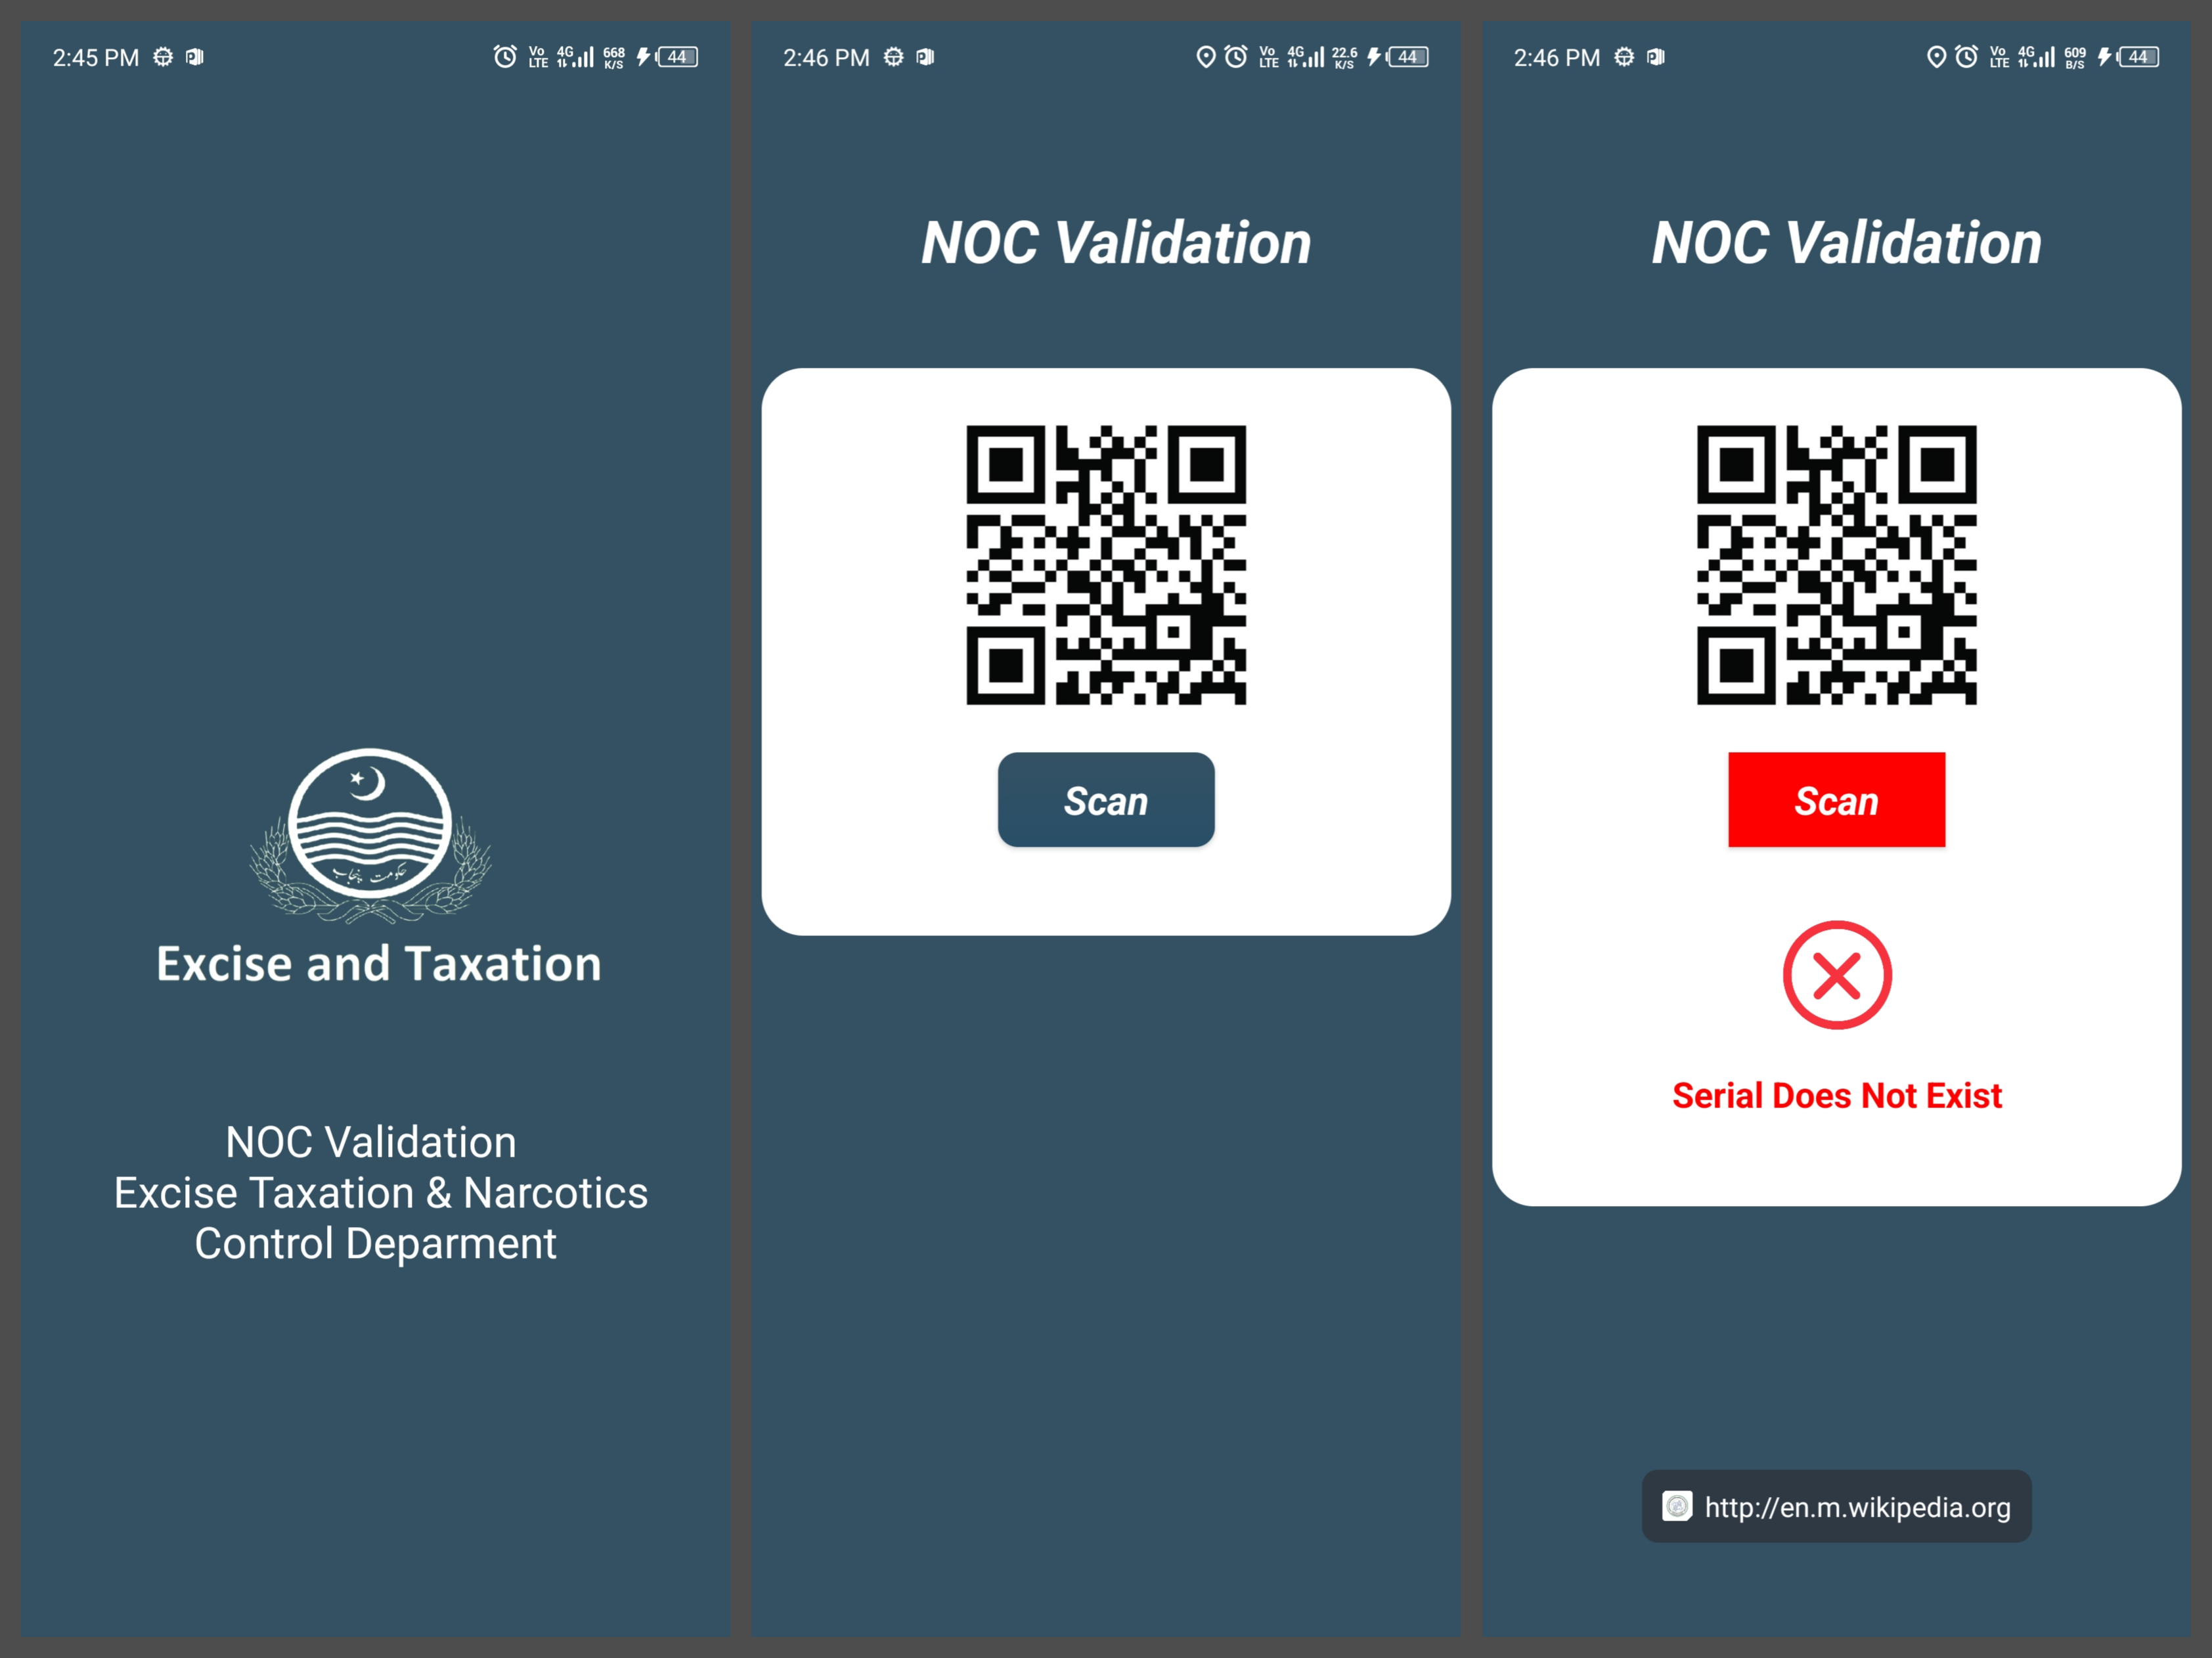 2:45 PM
Vo LTE 4G 668 K/S 44
حکومت پنجاب
Excise and Taxation
NOC Validation
Excise Taxation & Narcotics
Control Deparment
2:46 PM
Vo LTE 4G 22.6 K/S 44
NOC Validation
Scan
2:46 PM
Vo LTE 4G 609 B/S 44
NOC Validation
Scan
Serial Does Not Exist
http://en.m.wikipedia.org